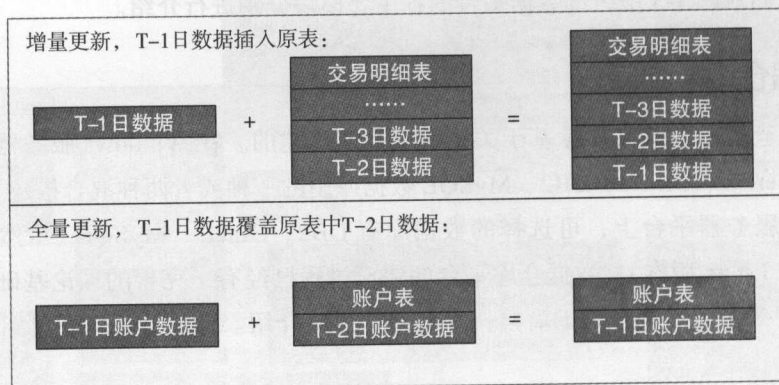 增量更新，T-1日数据插入原表：
T-1日数据
+
交易明细表
……
T-3日数据
T-2日数据
=
交易明细表
……
T-3日数据
T-2日数据
T-1日数据
全量更新，T-1日数据覆盖原表中T-2日数据：
T-1日账户数据
+
账户表
T-2日账户数据
=
账户表
T-1日账户数据